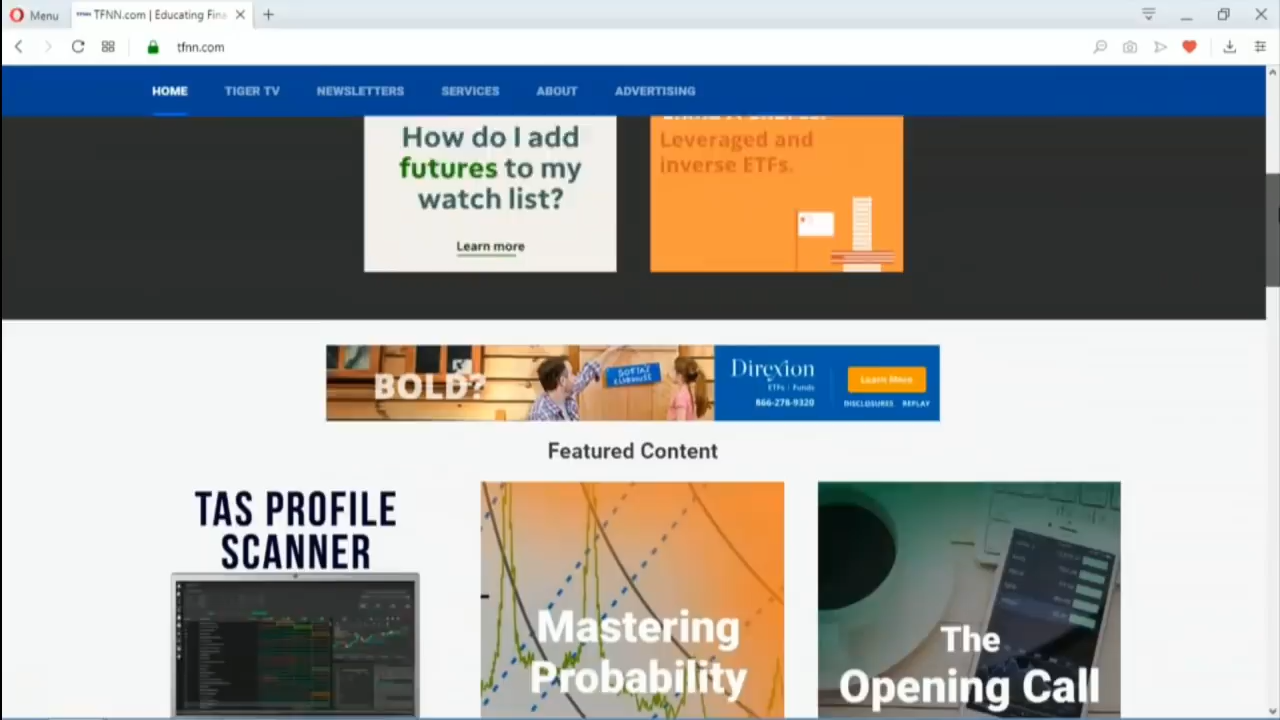 Menu
TFNN.com | Educating Fina
tfnn.com
HOME
TIGER TV
NEWSLETTERS
SERVICES
ABOUT
ADVERTISING
How do I add
futures to my
watch list?
Learn more
Leveraged and
inverse ETFs.
BOLD?
Direxion
ETFs | Funds
866-278-9320
Learn More
DISCLOSURES REPLAY
Featured Content
TAS PROFILE
SCANNER
Mastering
Probability
The
Opening Call